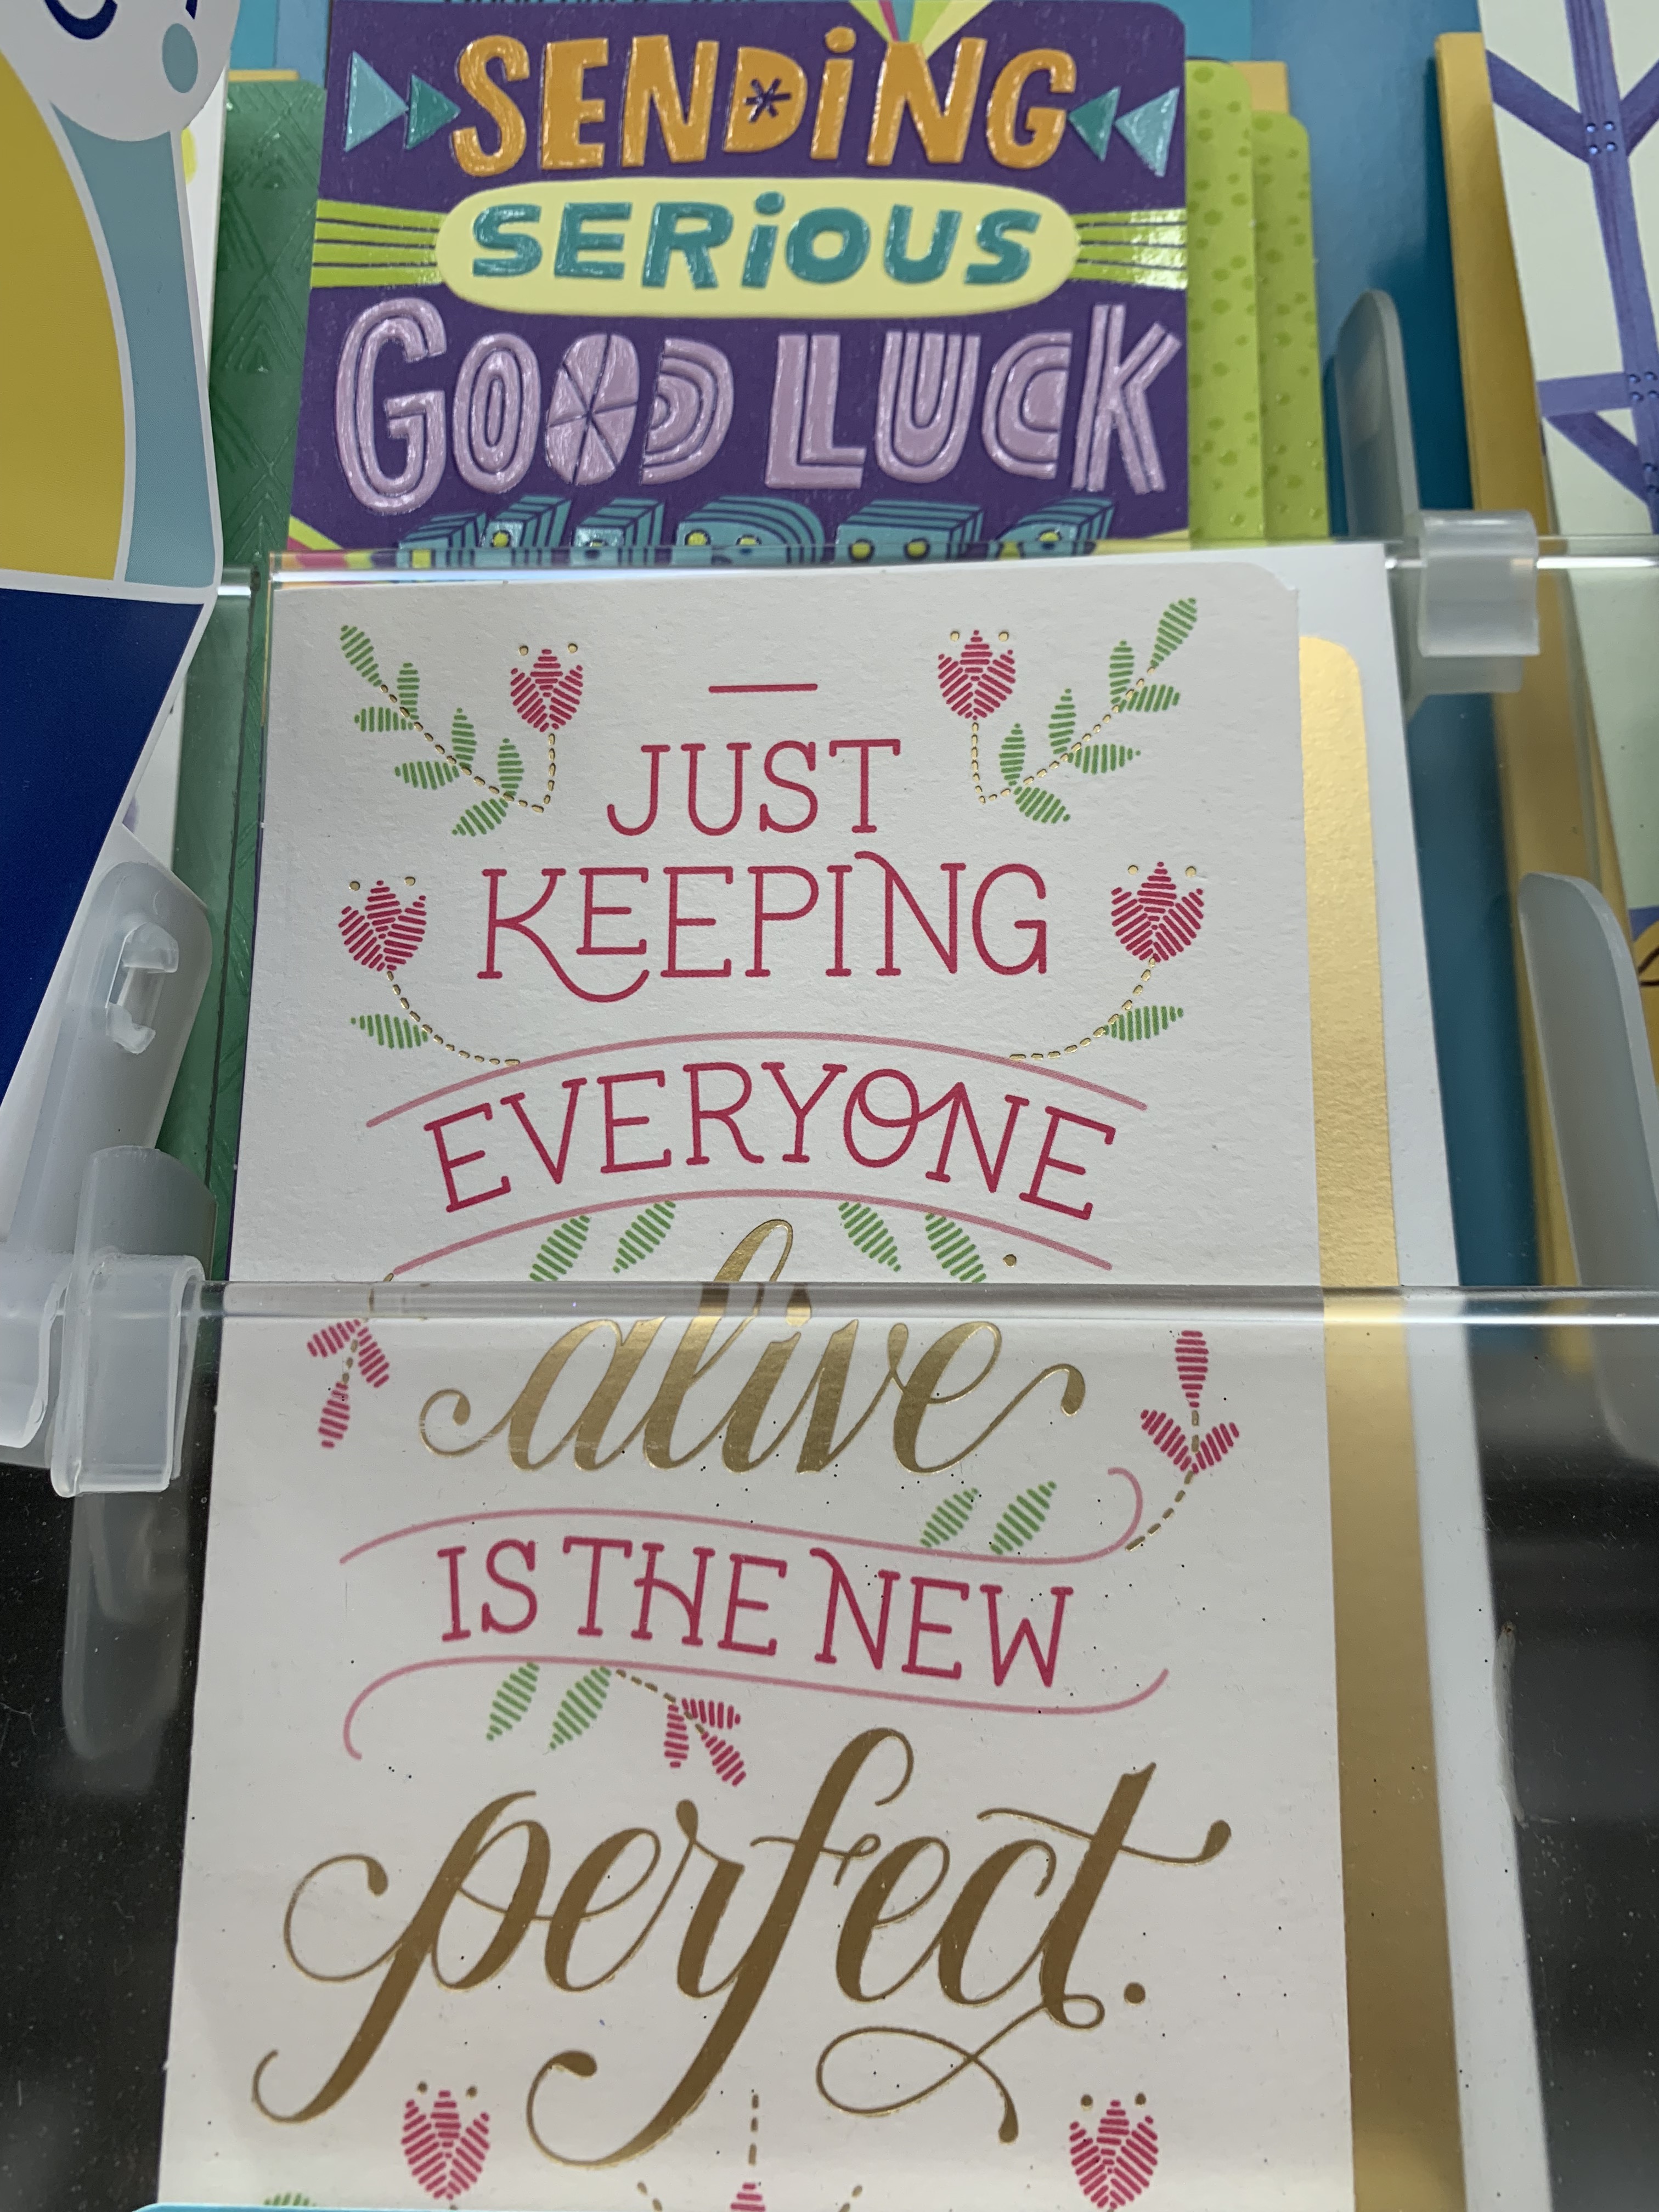 SENDiNG
SERiOUS
GOOD LUCK
JUST
KEEPING
EVERYONE
alive
IS THE NEW
perfect.